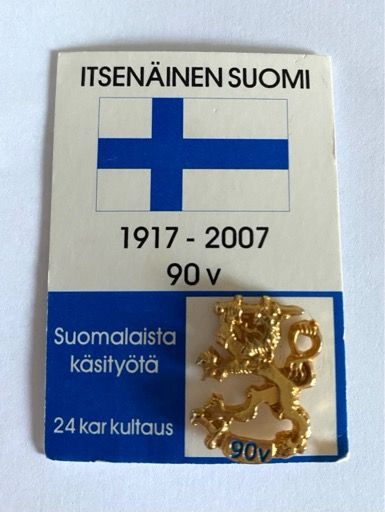 ITSENÄINEN SUOMI
1917 - 2007
90 v
Suomalaista
käsityötä
24 kar kultaus
90v